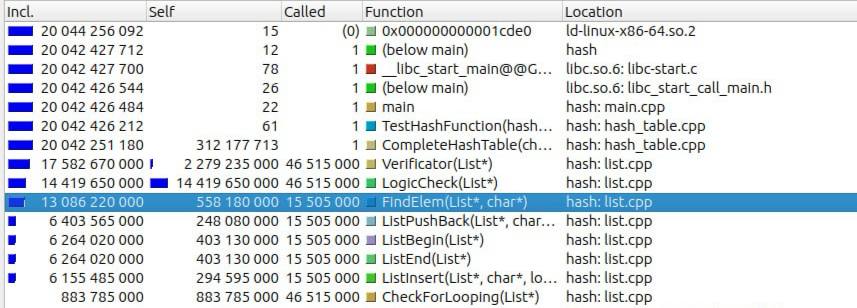 Incl. Self Called Function Location
20 044 256 092 15 (0) 0x000000000001cde0 ld-linux-x86-64.so.2
20 042 427 712 12 1 (below main) hash
20 042 427 700 78 1 __libc_start_main@@G... libc.so.6: libc-start.c
20 042 426 544 26 1 (below main) libc.so.6: libc_start_call_main.h
20 042 426 484 22 1 main hash: main.cpp
20 042 426 212 61 1 TestHashFunction(hash... hash: hash_table.cpp
20 042 251 180 312 177 713 1 CompleteHashTable(ch... hash: hash_table.cpp
17 582 670 000 2 279 235 000 46 515 000 Verificator(List*) hash: list.cpp
14 419 650 000 14 419 650 000 46 515 000 LogicCheck(List*) hash: list.cpp
13 086 220 000 558 180 000 15 505 000 FindElem(List*, char*) hash: list.cpp
6 403 565 000 248 080 000 15 505 000 ListPushBack(List*, char... hash: list.cpp
6 264 020 000 403 130 000 15 505 000 ListBegin(List*) hash: list.cpp
6 264 020 000 403 130 000 15 505 000 ListEnd(List*) hash: list.cpp
6 155 485 000 294 595 000 15 505 000 ListInsert(List*, char*, lo... hash: list.cpp
883 785 000 883 785 000 46 515 000 CheckForLooping(List*) hash: list.cpp